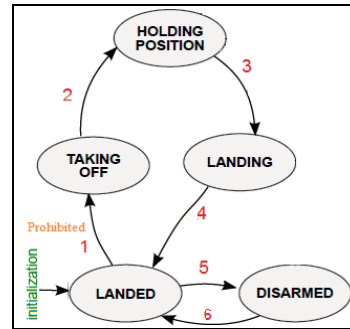 HOLDING
POSITION
2
3
TAKING
OFF
LANDING
Prohibited
1
4
initialization
LANDED
5
DISARMED
6